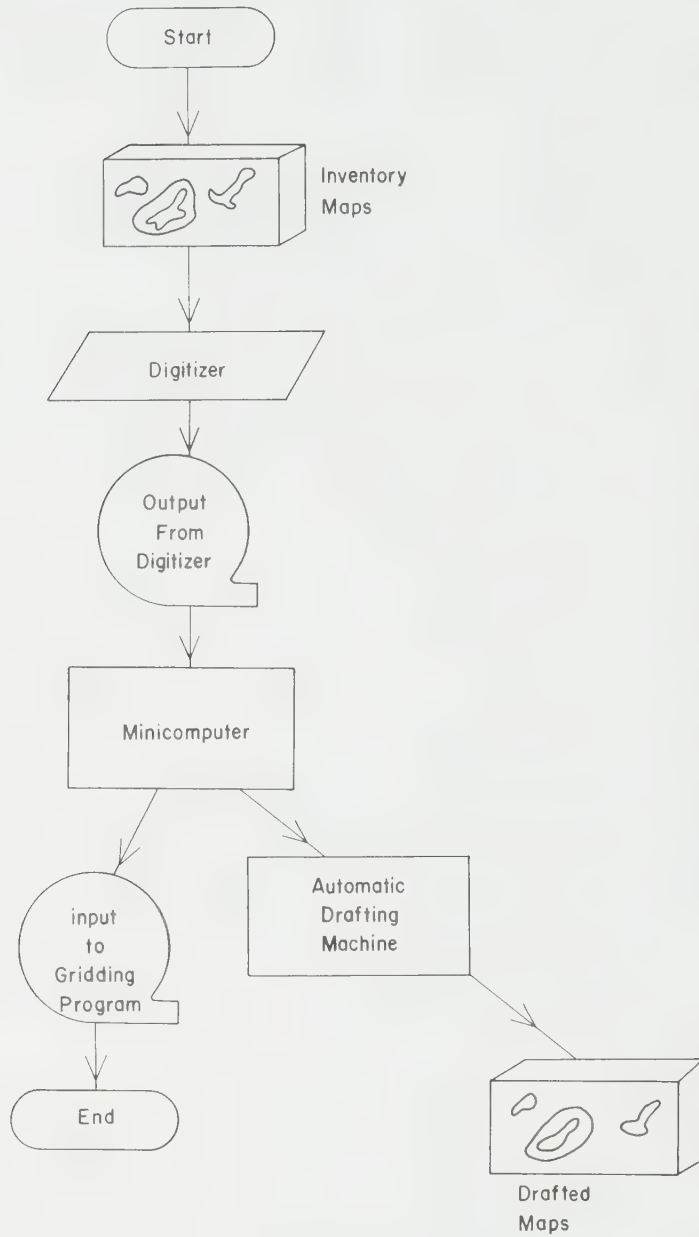 Start
Inventory
Maps
Digitizer
Output
From
Digitizer
Minicomputer
input
to
Gridding
Program
Automatic
Drafting
Machine
End
Drafted
Maps